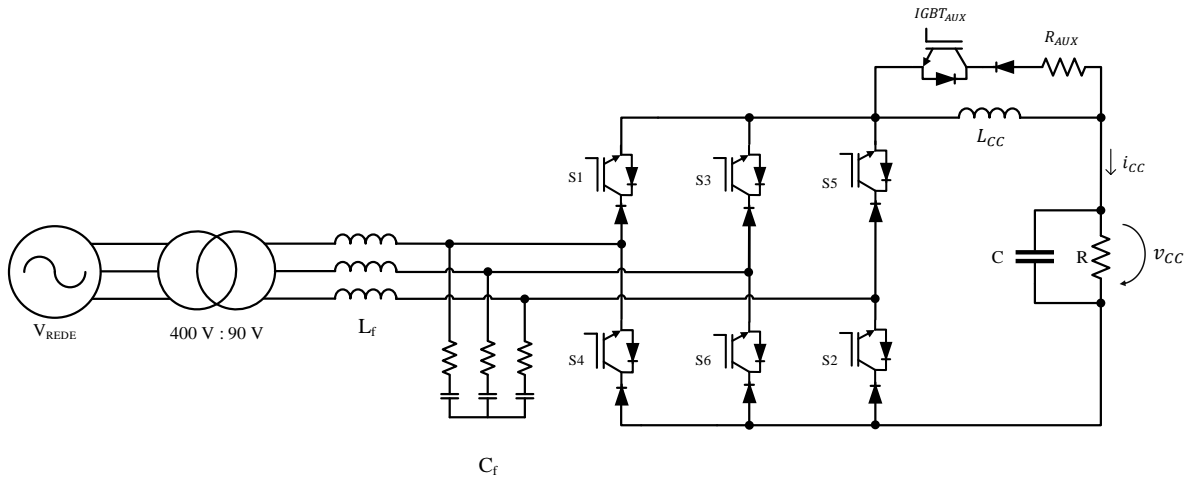 IGBT_AUX
R_AUX
L_CC
i_CC
S1
S3
S5
C
R
v_CC
V_REDE
400 V : 90 V
L_f
S4
S6
S2
C_f